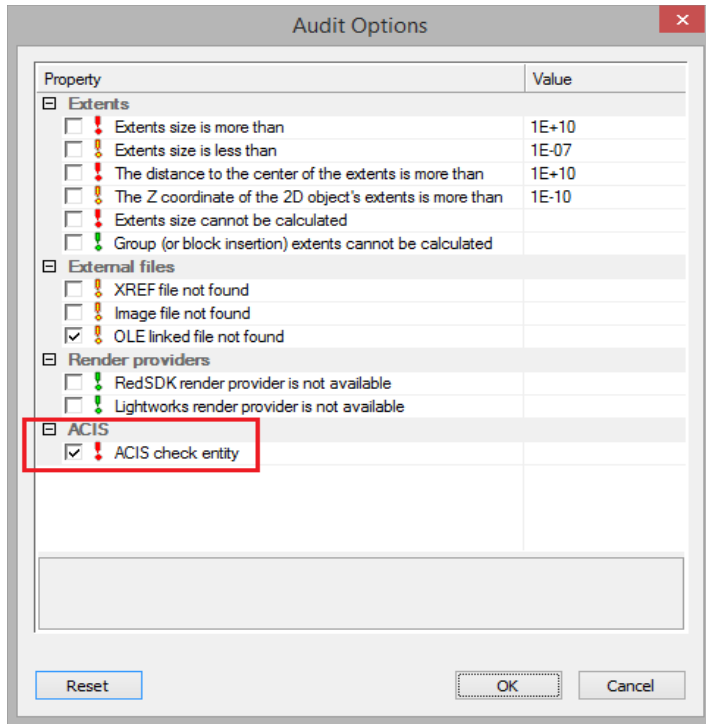 Audit Options
Property Value
Extents
Extents size is more than 1E+10
Extents size is less than 1E-07
The distance to the center of the extents is more than 1E+10
The Z coordinate of the 2D object's extents is more than 1E-10
Extents size cannot be calculated
Group (or block insertion) extents cannot be calculated
External files
XREF file not found
Image file not found
OLE linked file not found
Render providers
RedSDK render provider is not available
Lightworks render provider is not available
ACIS
ACIS check entity
Reset OK Cancel